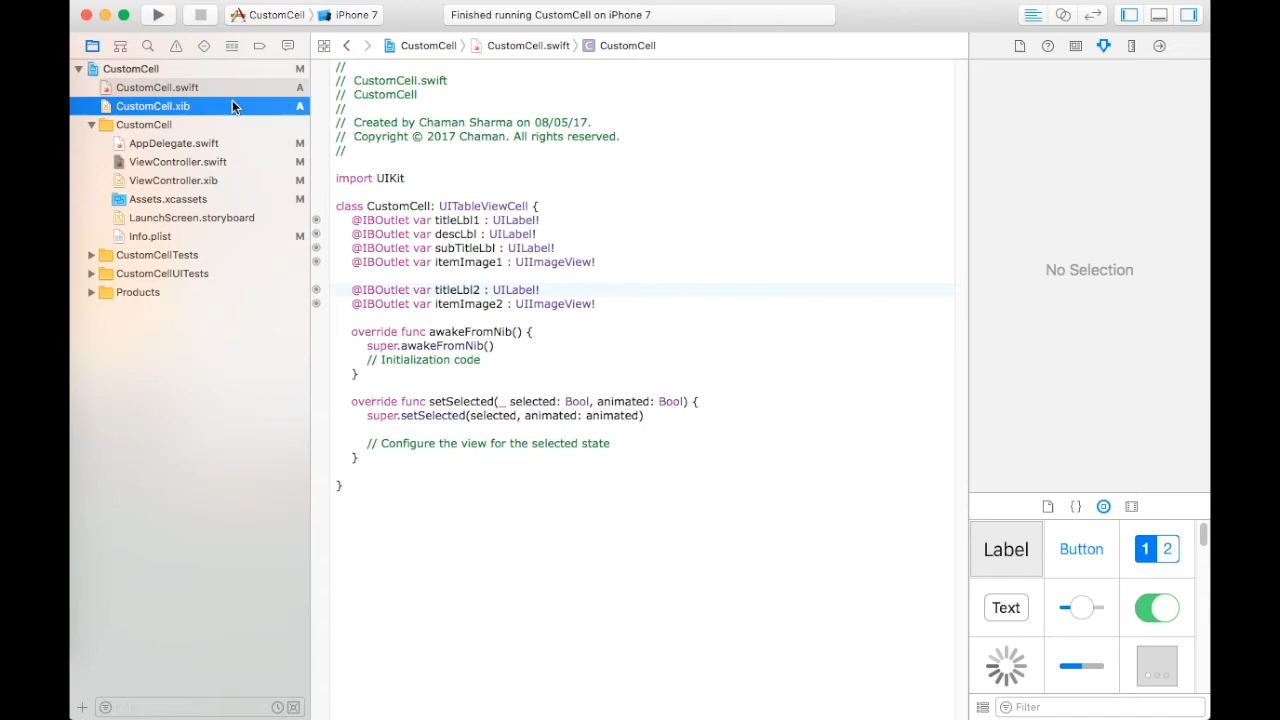 CustomCell
iPhone 7
Finished running CustomCell on iPhone 7
CustomCell
CustomCell.swift
CustomCell
CustomCell M
CustomCell.swift A
CustomCell.xib A
CustomCell
AppDelegate.swift M
ViewController.swift M
ViewController.xib M
Assets.xcassets M
LaunchScreen.storyboard
Info.plist M
CustomCellTests
CustomCellUITests
Products
//
// CustomCell.swift
// CustomCell
//
// Created by Chaman Sharma on 08/05/17.
// Copyright © 2017 Chaman. All rights reserved.
//
import UIKit
class CustomCell: UITableViewCell {
@IBOutlet var titleLbl1 : UILabel!
@IBOutlet var descLbl : UILabel!
@IBOutlet var subTitleLbl : UILabel!
@IBOutlet var itemImage1 : UIImageView!
@IBOutlet var titleLbl2 : UILabel!
@IBOutlet var itemImage2 : UIImageView!
override func awakeFromNib() {
super.awakeFromNib()
// Initialization code
}
override func setSelected(_ selected: Bool, animated: Bool) {
super.setSelected(selected, animated: animated)
// Configure the view for the selected state
}
}
No Selection
{ }
Label
Button
1 2
Text
Filter